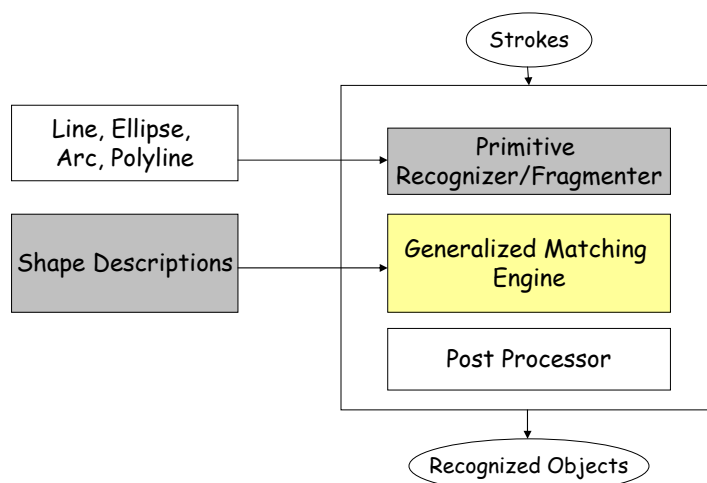 Strokes
Line, Ellipse,
Arc, Polyline
Primitive
Recognizer/Fragmenter
Shape Descriptions
Generalized Matching
Engine
Post Processor
Recognized Objects